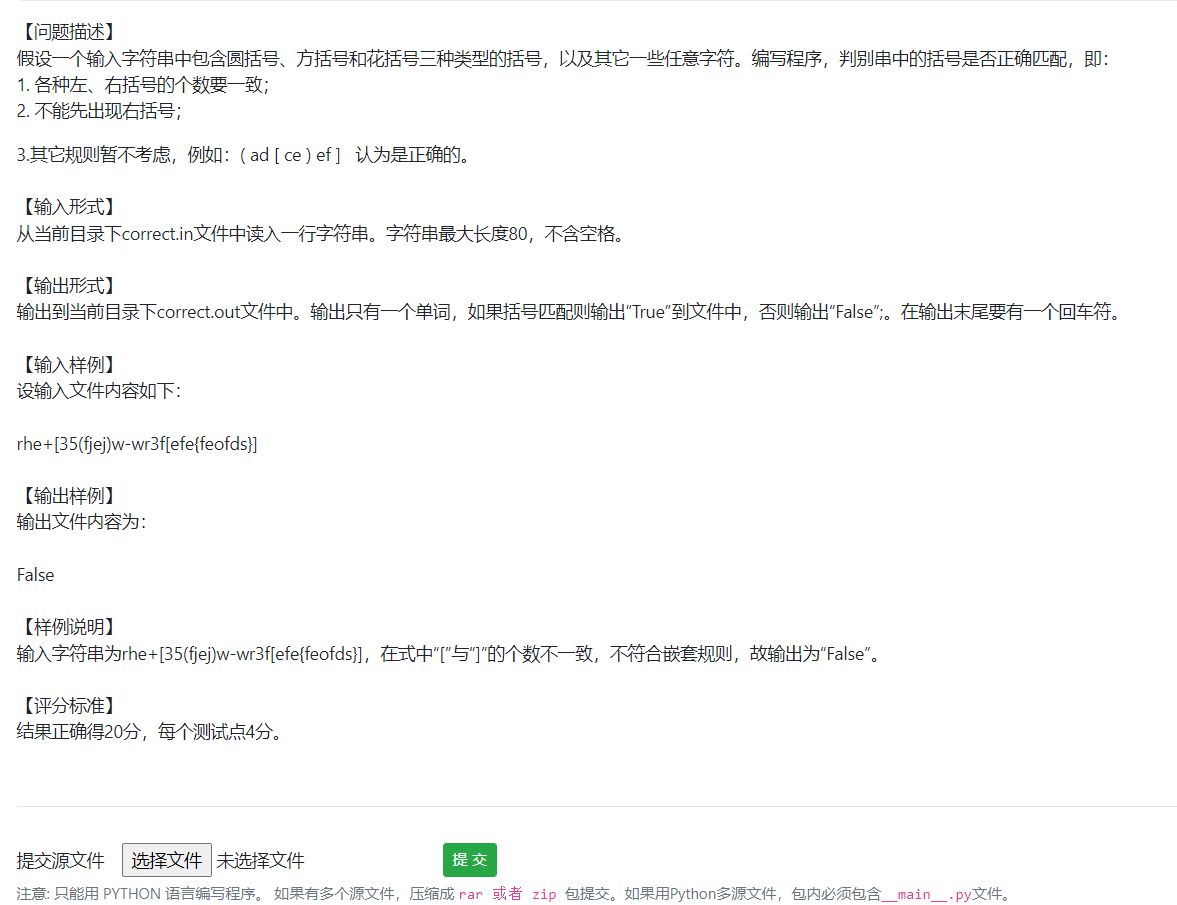 【问题描述】
假设一个输入字符串中包含圆括号、方括号和花括号三种类型的括号，以及其它一些任意字符。编写程序，判别串中的括号是否正确匹配，即：
1. 各种左、右括号的个数要一致；
2. 不能先出现右括号；
3.其它规则暂不考虑，例如：( ad [ ce ) ef ] 认为是正确的。
【输入形式】
从当前目录下correct.in文件中读入一行字符串。字符串最大长度80，不含空格。
【输出形式】
输出到当前目录下correct.out文件中。输出只有一个单词，如果括号匹配则输出“True”到文件中，否则输出“False”;。在输出末尾要有一个回车符。
【输入样例】
设输入文件内容如下：
rhe+[35(fjej)w-wr3f[efe{feofds}]
【输出样例】
输出文件内容为：
False
【样例说明】
输入字符串为rhe+[35(fjej)w-wr3f[efe{feofds}]，在式中“[”与“]”的个数不一致，不符合嵌套规则，故输出为“False”。
【评分标准】
结果正确得20分，每个测试点4分。
提交源文件 选择文件 未选择文件 提 交
注意: 只能用 PYTHON 语言编写程序。 如果有多个源文件，压缩成 rar 或者 zip 包提交。如果用Python多源文件，包内必须包含__main__.py文件。